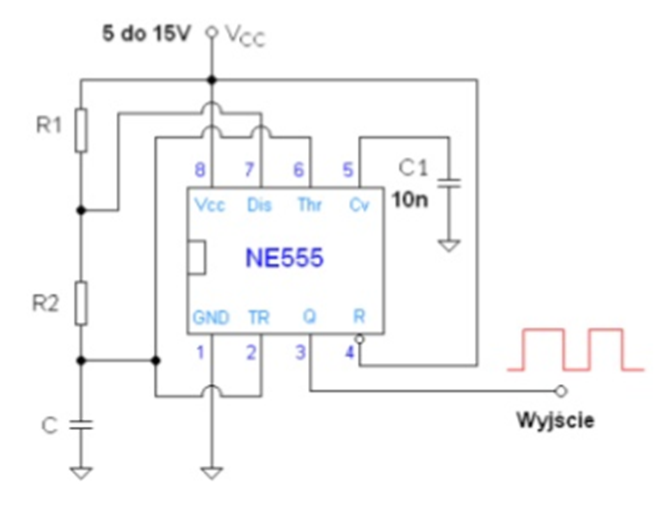 5 do 15V VCC
R1
8 7 6 5 C1
Vcc Dis Thr Cv 10n
NE555
R2
GND TR Q R
1 2 3 4
C
Wyjście